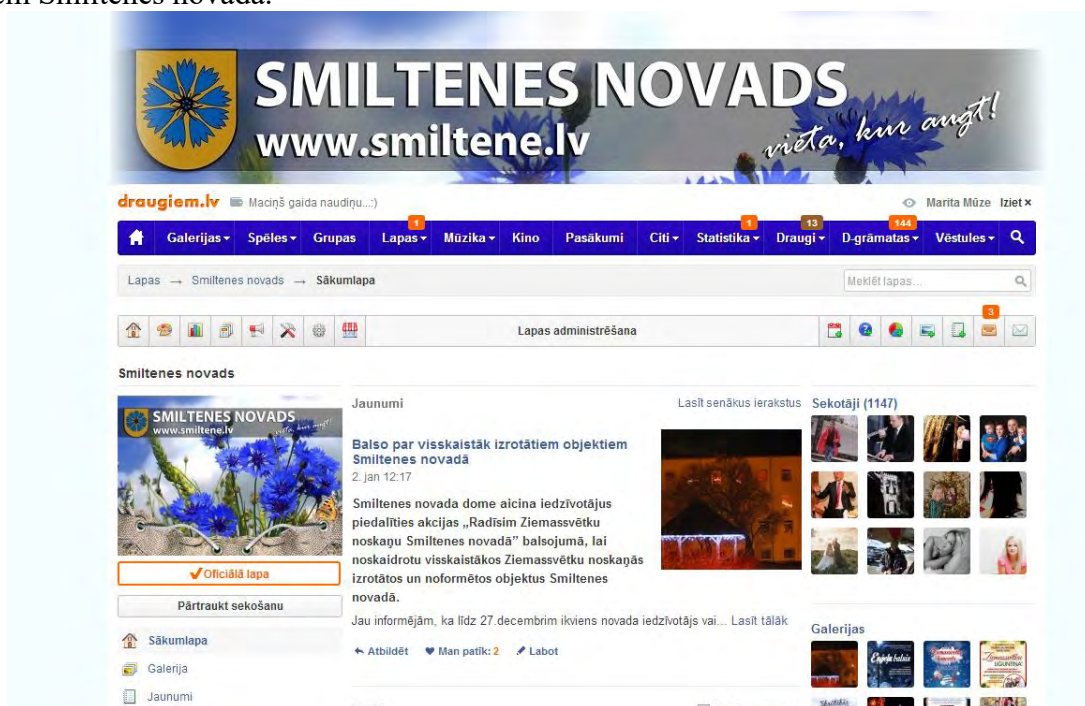 Smiltenes novadā.
SMILTENES NOVADS
www.smiltene.lv
vieta, kur augt!
draugiem.lv Maciņš gaida naudiņu...:) Marita Mūze Iziet ×
1 1 13 144
Galerijas Spēles Grupas Lapas Mūzika Kino Pasākumi Citi Statistika Draugi D-grāmatas Vēstules
Lapas → Smiltenes novads → Sākumlapa Meklēt lapas...
3
Lapas administrēšana
Smiltenes novads
SMILTENES NOVADS
www.smiltene.lv
Oficiālā lapa
Pārtraukt sekošanu
Sākumlapa
Galerija
Jaunumi
Jaunumi Lasīt senākus ierakstus
Balso par visskaistāk izrotātiem objektiem
Smiltenes novadā
2. jan 12:17
Smiltenes novada dome aicina iedzīvotājus
piedalīties akcijas „Radīsim Ziemassvētku
noskaņu Smiltenes novadā” balsojumā, lai
noskaidrotu visskaistākos Ziemassvētku noskaņās
izrotātos un noformētos objektus Smiltenes
novadā.
Jau informējām, ka līdz 27.decembrim ikviens novada iedzīvotājs vai... Lasīt tālāk
Atbildēt Man patīk: 2 Labot
Sekotāji (1147)
Galerijas